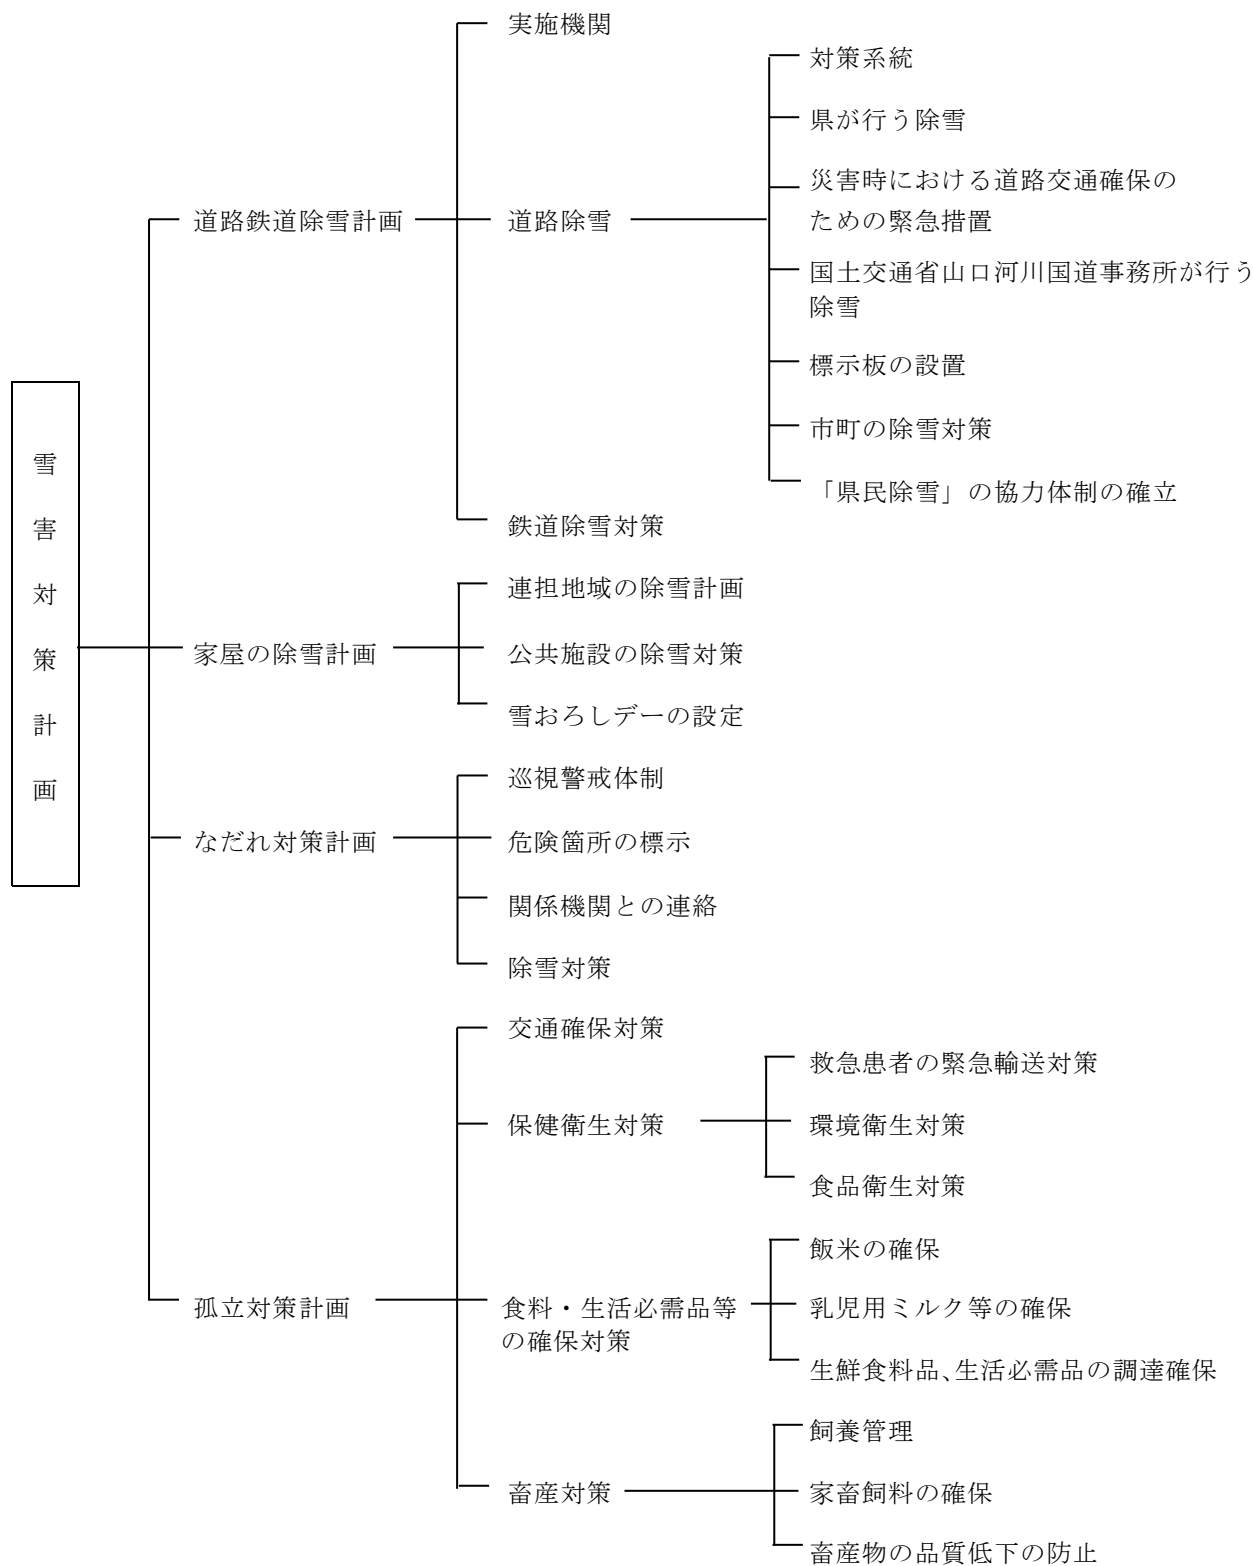 雪害対策計画
道路鉄道除雪計画
実施機関
道路除雪
対策系統
県が行う除雪
災害時における道路交通確保の
ための緊急措置
国土交通省山口河川国道事務所が行う
除雪
標示板の設置
市町の除雪対策
「県民除雪」の協力体制の確立
鉄道除雪対策
家屋の除雪計画
連担地域の除雪計画
公共施設の除雪対策
雪おろしデーの設定
なだれ対策計画
巡視警戒体制
危険箇所の標示
関係機関との連絡
除雪対策
孤立対策計画
交通確保対策
保健衛生対策
救急患者の緊急輸送対策
環境衛生対策
食品衛生対策
食料・生活必需品等
の確保対策
飯米の確保
乳児用ミルク等の確保
生鮮食料品、生活必需品の調達確保
畜産対策
飼養管理
家畜飼料の確保
畜産物の品質低下の防止